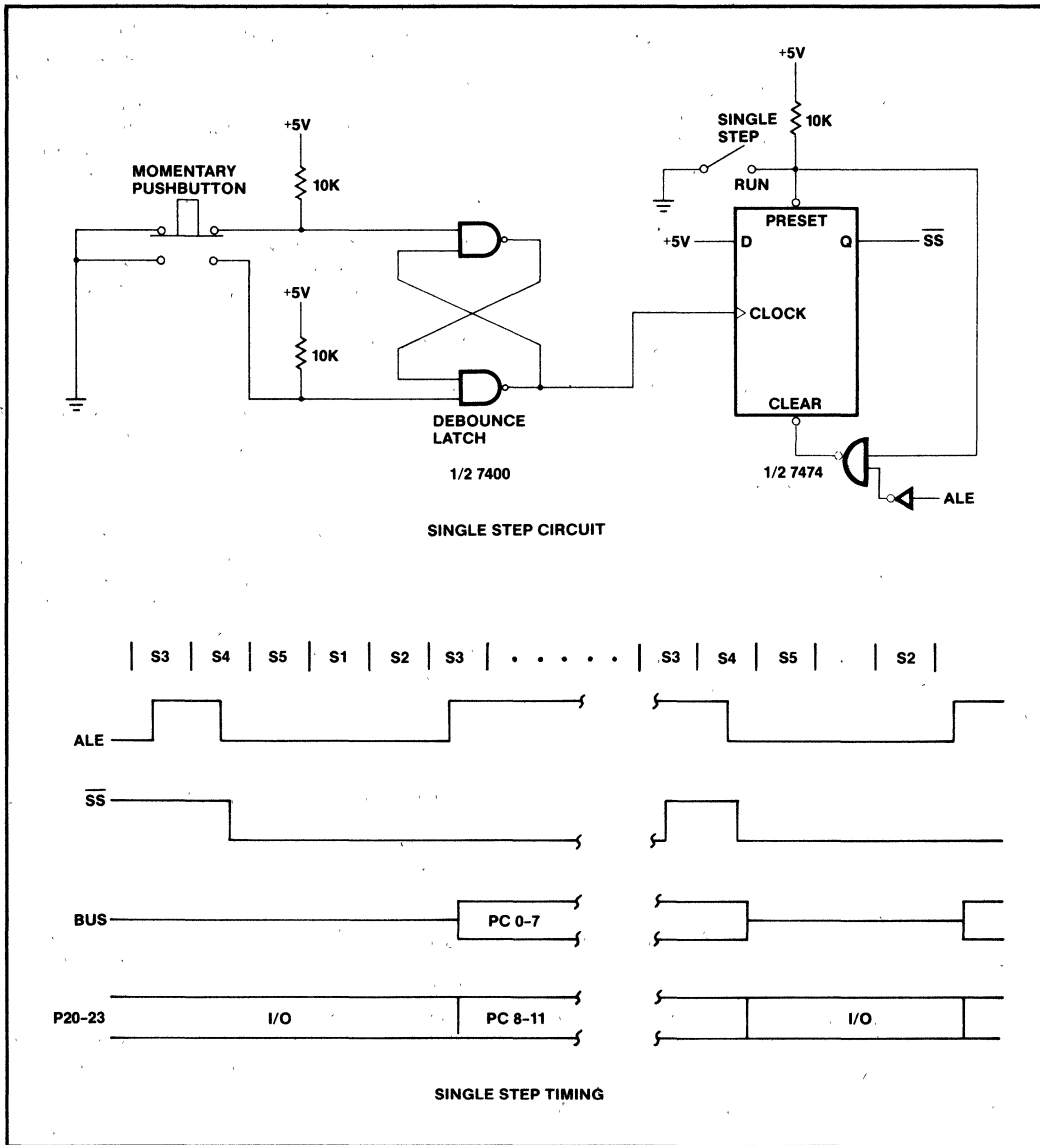 +5V
10K
SINGLE
STEP
RUN
+5V
10K
MOMENTARY
PUSHBUTTON
PRESET
+5V
D
Q
SS
+5V
10K
CLOCK
CLEAR
DEBOUNCE
LATCH
1/2 7400
1/2 7474
ALE
SINGLE STEP CIRCUIT
S3 S4 S5 S1 S2 S3 . . . . . S3 S4 S5 S2
ALE
SS
BUS
PC 0-7
P20-23
I/O
PC 8-11
I/O
SINGLE STEP TIMING